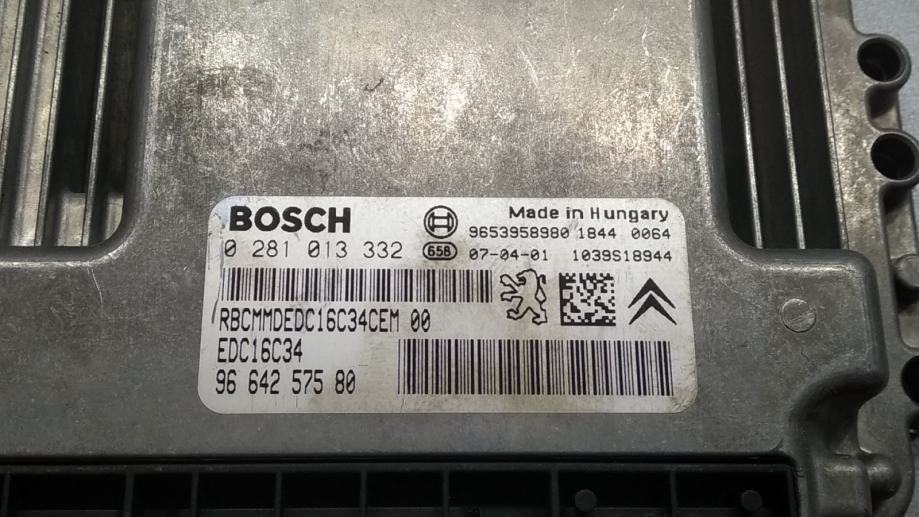 BOSCH
Made in Hungary
9653958980 1844 0064
0 281 013 332
658 07-04-01 1039S18944
RBCMMDEDC16C34CEM 00
EDC16C34
96 642 575 80